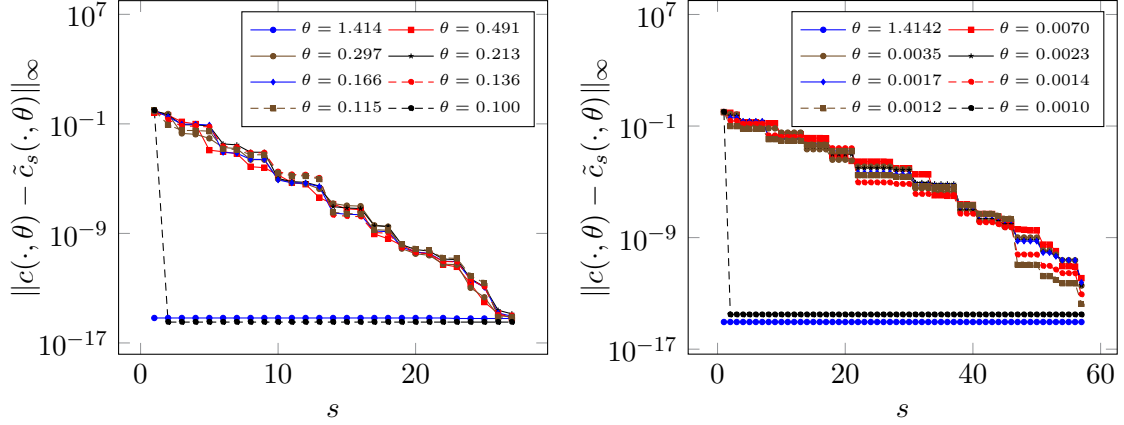 10^7
10^{-1}
10^{-9}
10^{-17}
‖c(·, θ) − c̃_s(·, θ)‖_∞
θ = 1.414 θ = 0.491
θ = 0.297 θ = 0.213
θ = 0.166 θ = 0.136
θ = 0.115 θ = 0.100
0 10 20
s
10^7
10^{-1}
10^{-9}
10^{-17}
‖c(·, θ) − c̃_s(·, θ)‖_∞
θ = 1.4142 θ = 0.0070
θ = 0.0035 θ = 0.0023
θ = 0.0017 θ = 0.0014
θ = 0.0012 θ = 0.0010
0 20 40 60
s